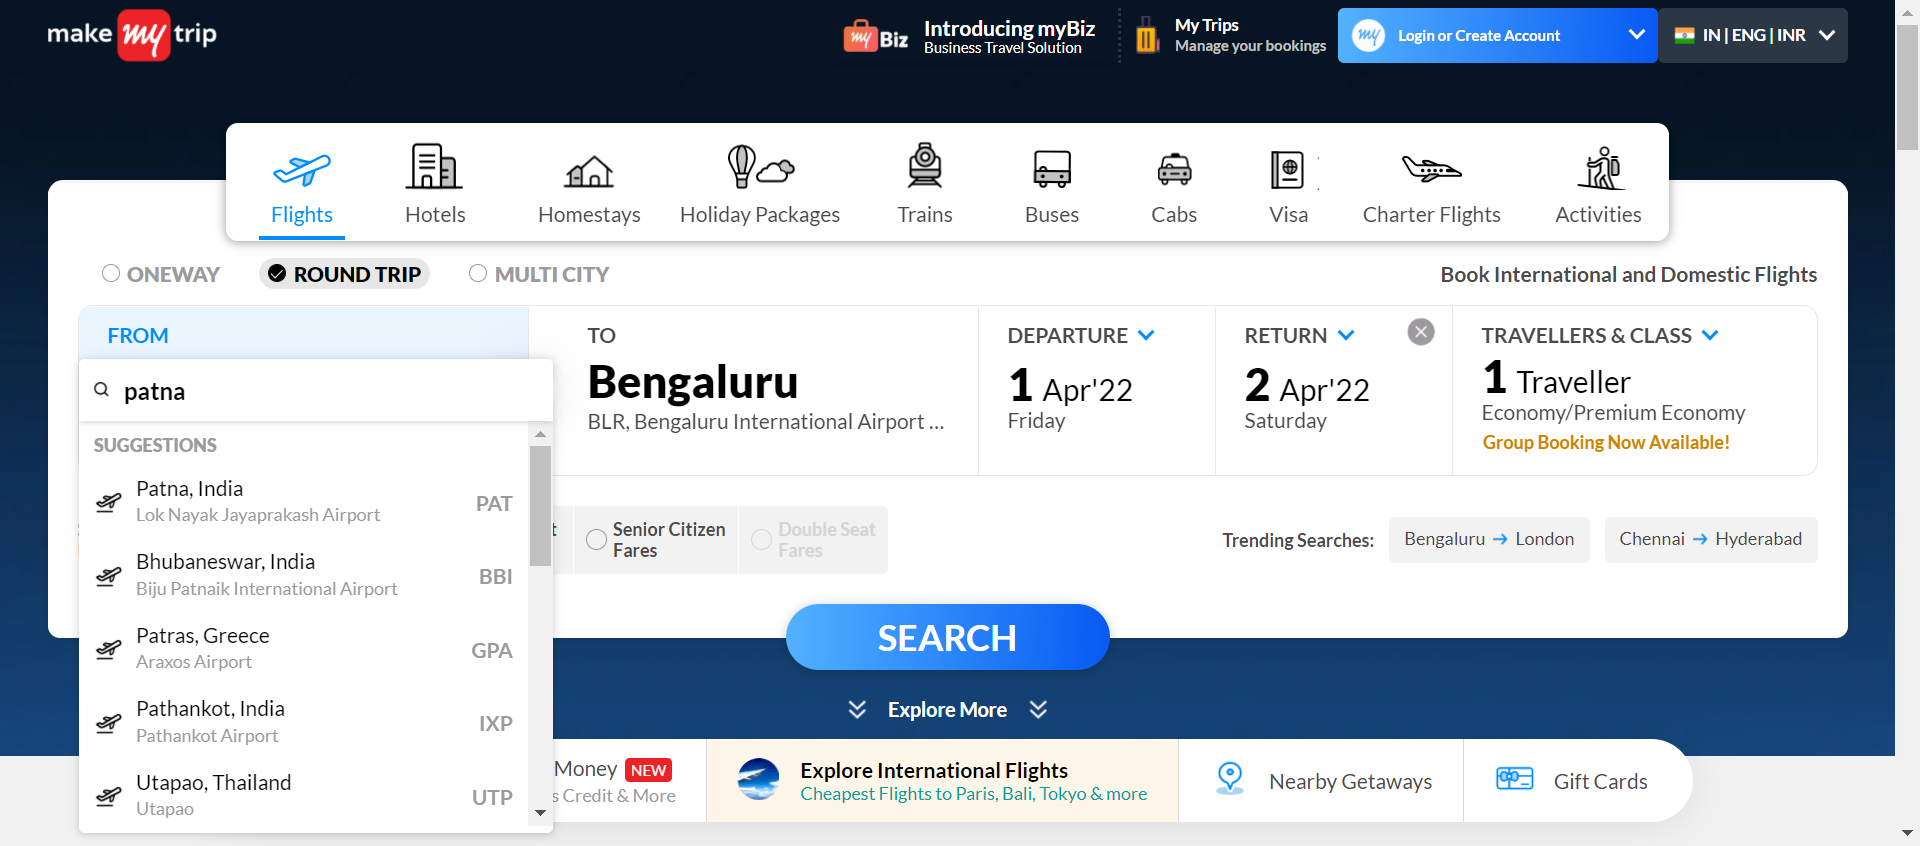 make my trip
my Biz
Introducing myBiz
Business Travel Solution
My Trips
Manage your bookings
my
Login or Create Account
IN | ENG | INR
Flights
Hotels
Homestays
Holiday Packages
Trains
Buses
Cabs
Visa
Charter Flights
Activities
ONEWAY
ROUND TRIP
MULTI CITY
Book International and Domestic Flights
FROM
patna
SUGGESTIONS
Patna, India
Lok Nayak Jayaprakash Airport
PAT
Bhubaneswar, India
Biju Patnaik International Airport
BBI
Patras, Greece
Araxos Airport
GPA
Pathankot, India
Pathankot Airport
IXP
Utapao, Thailand
Utapao
UTP
TO
Bengaluru
BLR, Bengaluru International Airport ...
DEPARTURE
1 Apr'22
Friday
RETURN
2 Apr'22
Saturday
TRAVELLERS & CLASS
1 Traveller
Economy/Premium Economy
Group Booking Now Available!
Senior Citizen
Fares
Double Seat
Fares
Trending Searches:
Bengaluru → London
Chennai → Hyderabad
SEARCH
Explore More
Money NEW
s Credit & More
Explore International Flights
Cheapest Flights to Paris, Bali, Tokyo & more
Nearby Getaways
Gift Cards